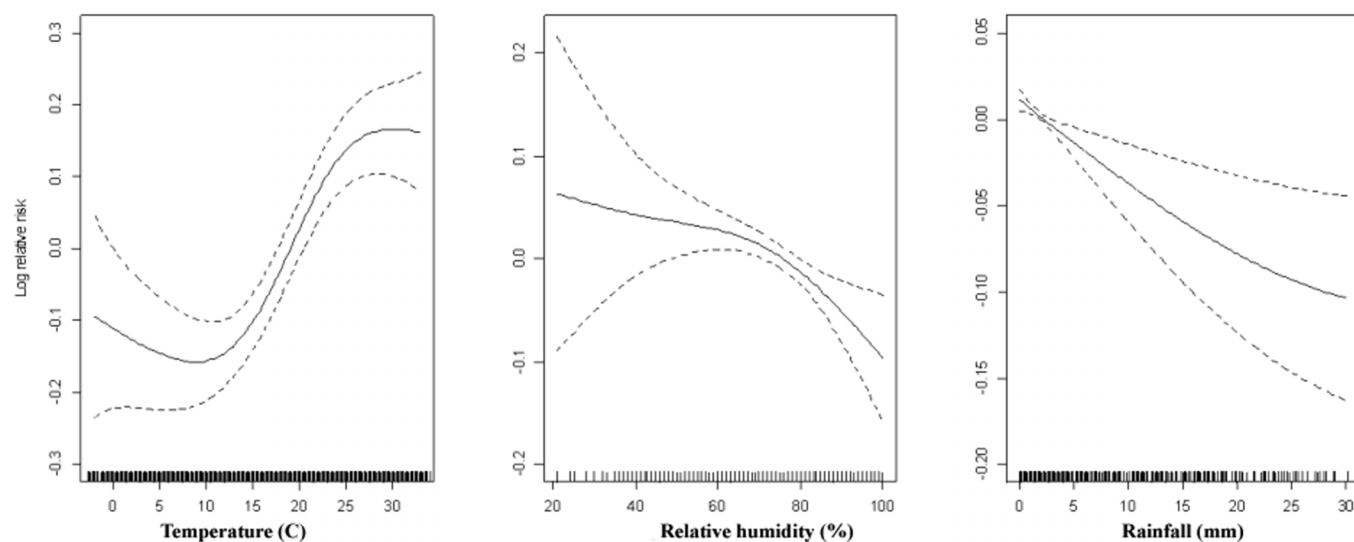 Log relative risk
0.3
0.2
0.1
0.0
-0.1
-0.2
-0.3
0 5 10 15 20 25 30
Temperature (C)
0.2
0.1
0.0
-0.1
-0.2
20 40 60 80 100
Relative humidity (%)
0.05
0.00
-0.05
-0.10
-0.15
-0.20
0 5 10 15 20 25 30
Rainfall (mm)